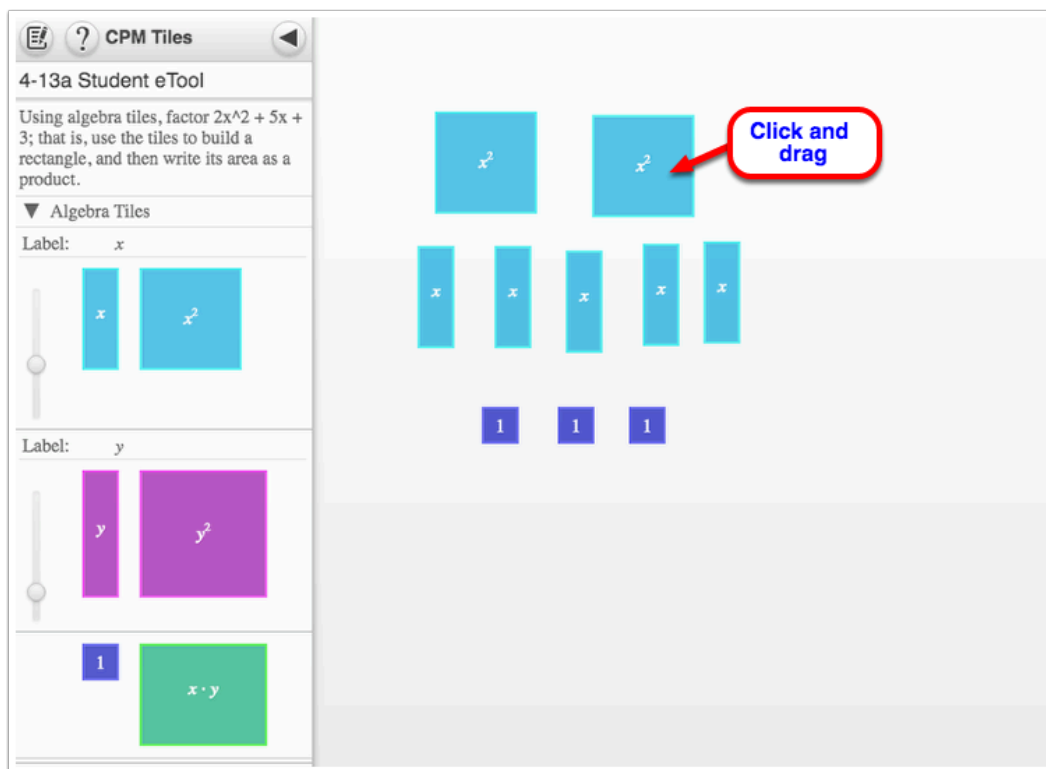 ? CPM Tiles
4-13a Student eTool
Using algebra tiles, factor 2x^2 + 5x +
3; that is, use the tiles to build a
rectangle, and then write its area as a
product.
▼ Algebra Tiles
Label: x
x x²
Label: y
y y²
1 x · y
x² x²
Click and
drag
x x x x x
1 1 1